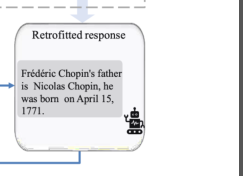 Retrofitted response
Frédéric Chopin's father
is Nicolas Chopin, he
was born on April 15,
1771.